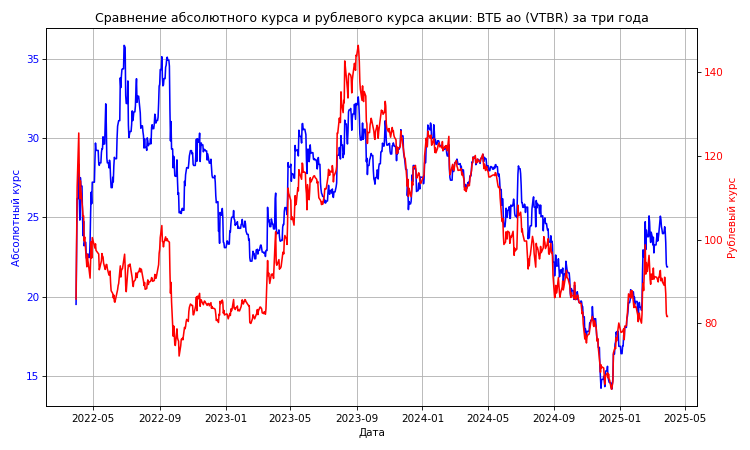 Сравнение абсолютного курса и рублевого курса акции: ВТБ ао (VTBR) за три года
35
30
25
20
15
Абсолютный курс
140
120
100
80
Рублевый курс
2022-05 2022-09 2023-01 2023-05 2023-09 2024-01 2024-05 2024-09 2025-01 2025-05
Дата